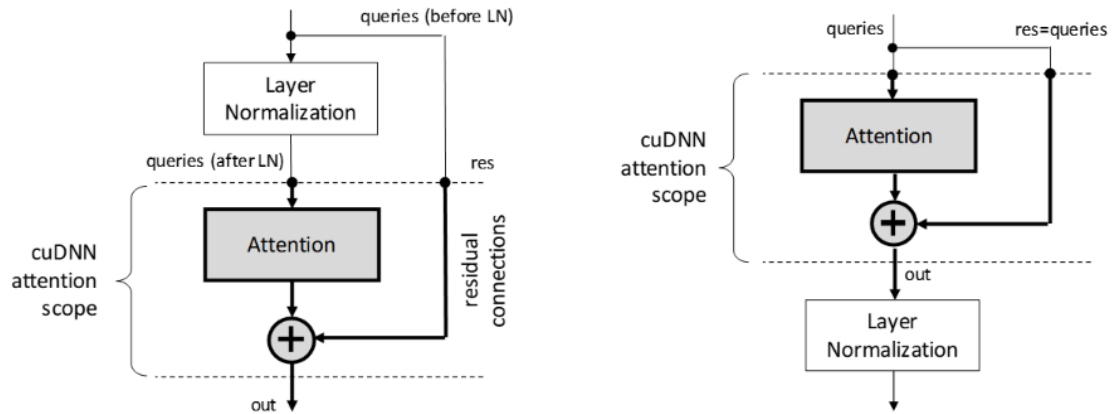 queries (before LN)
Layer
Normalization
queries (after LN)
res
cuDNN
attention
scope
Attention
residual
connections
+
out
queries
res=queries
cuDNN
attention
scope
Attention
+
out
Layer
Normalization